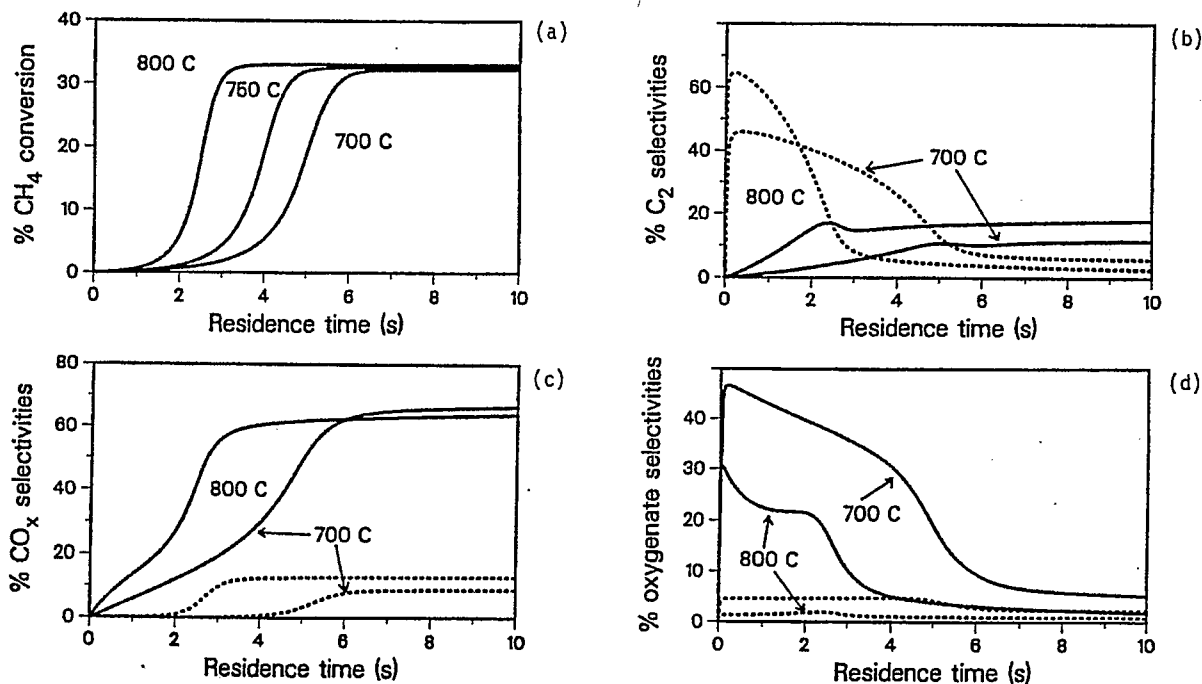 (a)
% CH4 conversion
40
30
20
10
0
800 C
760 C
700 C
0 2 4 6 8 10
Residence time (s)
(b)
% C2 selectivities
60
40
20
0
700 C
800 C
0 2 4 6 8 10
Residence time (s)
(c)
% COx selectivities
80
60
40
20
0
800 C
700 C
0 2 4 6 8 10
Residence time (s)
(d)
% oxygenate selectivities
40
30
20
10
0
700 C
800 C
0 2 4 6 8 10
Residence time (s)